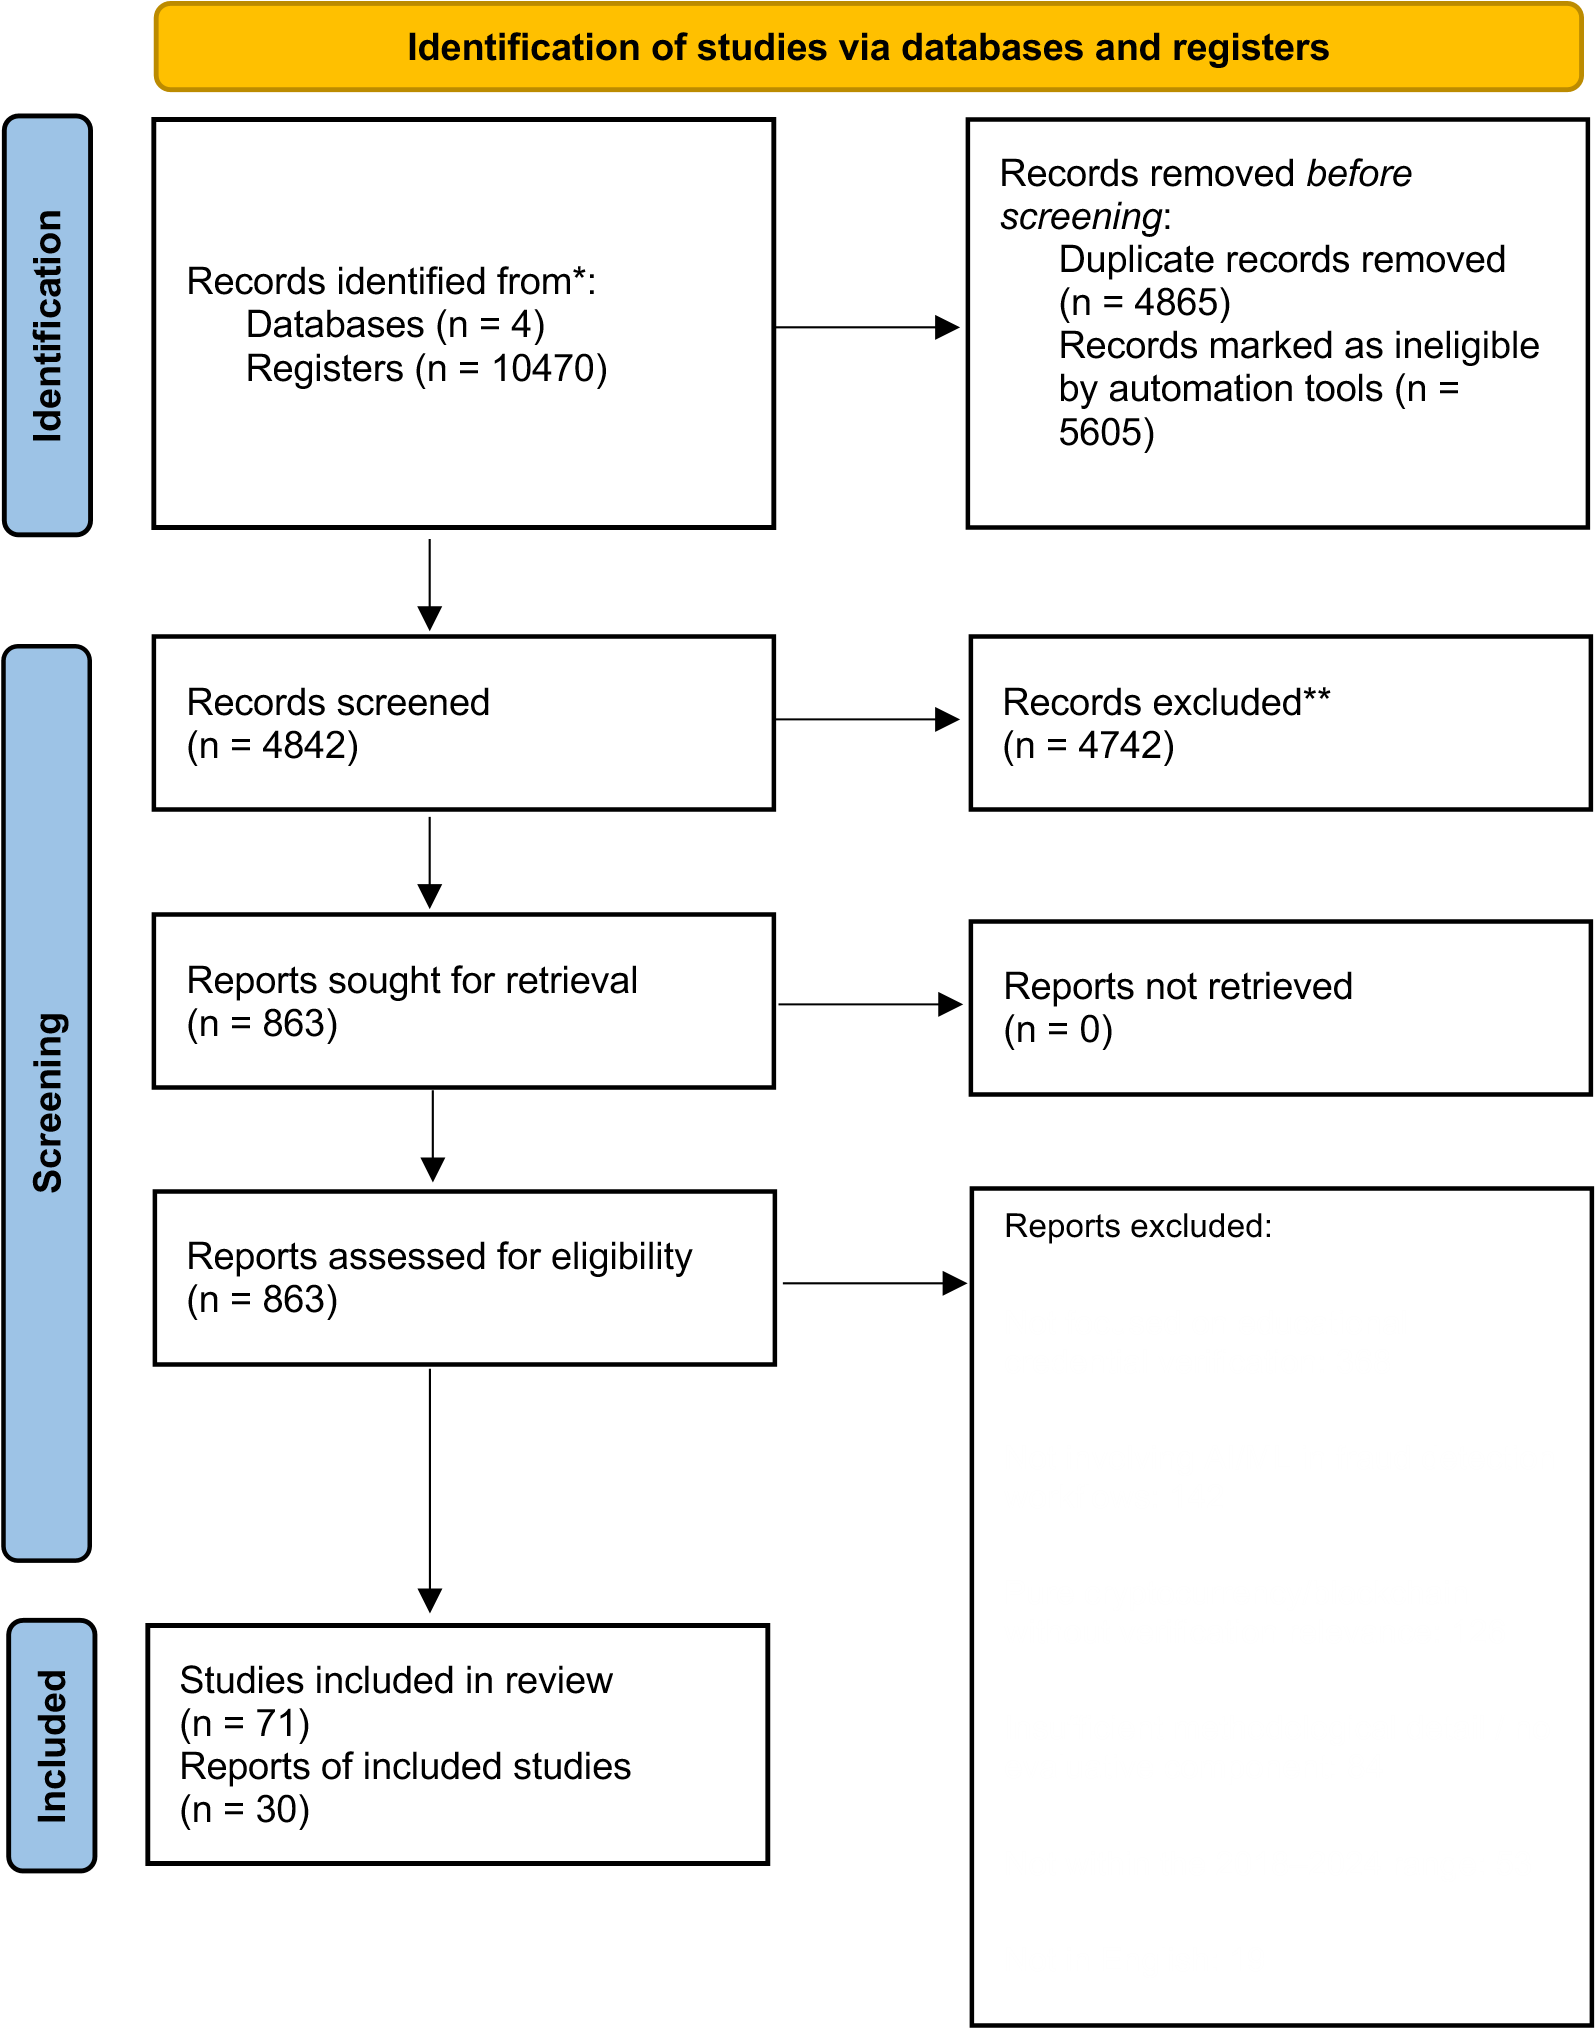 Identification of studies via databases and registers
Identification
Records identified from*:
Databases (n = 4)
Registers (n = 10470)
Records removed before
screening:
Duplicate records removed
(n = 4865)
Records marked as ineligible
by automation tools (n =
5605)
Screening
Records screened
(n = 4842)
Records excluded**
(n = 4742)
Reports sought for retrieval
(n = 863)
Reports not retrieved
(n = 0)
Reports assessed for eligibility
(n = 863)
Reports excluded:
Included
Studies included in review
(n = 71)
Reports of included studies
(n = 30)